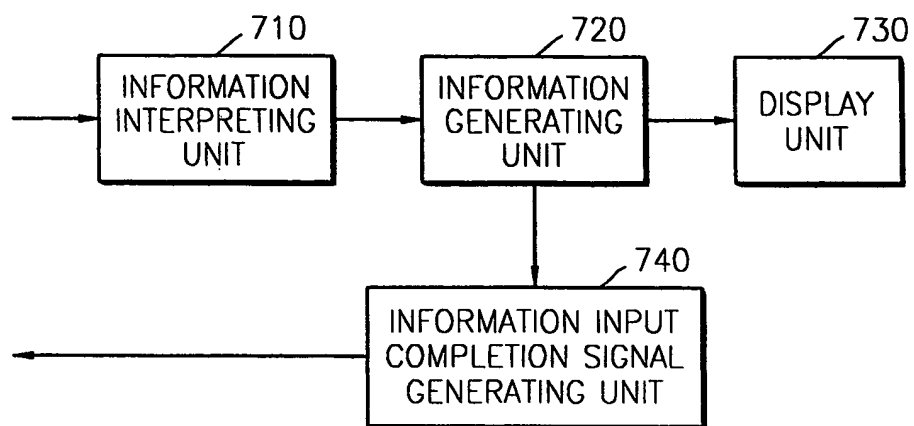 710
INFORMATION
INTERPRETING
UNIT
720
INFORMATION
GENERATING
UNIT
730
DISPLAY
UNIT
740
INFORMATION INPUT
COMPLETION SIGNAL
GENERATING UNIT